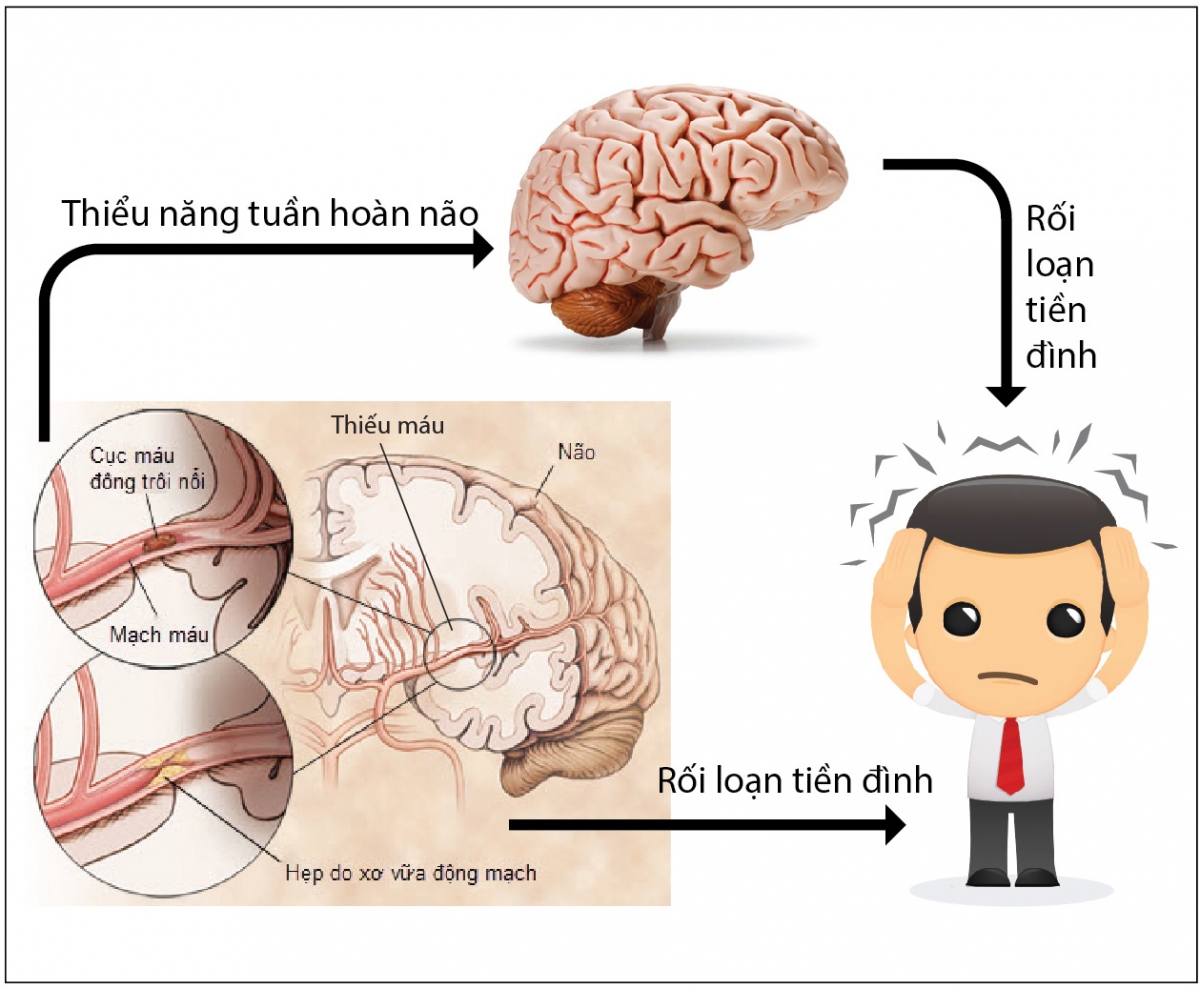 Thiểu năng tuần hoàn não
Rối
loạn
tiền
đình
Thiếu máu
Não
Cục máu
đông trôi nổi
Mạch máu
Rối loạn tiền đình
Hẹp do xơ vữa động mạch